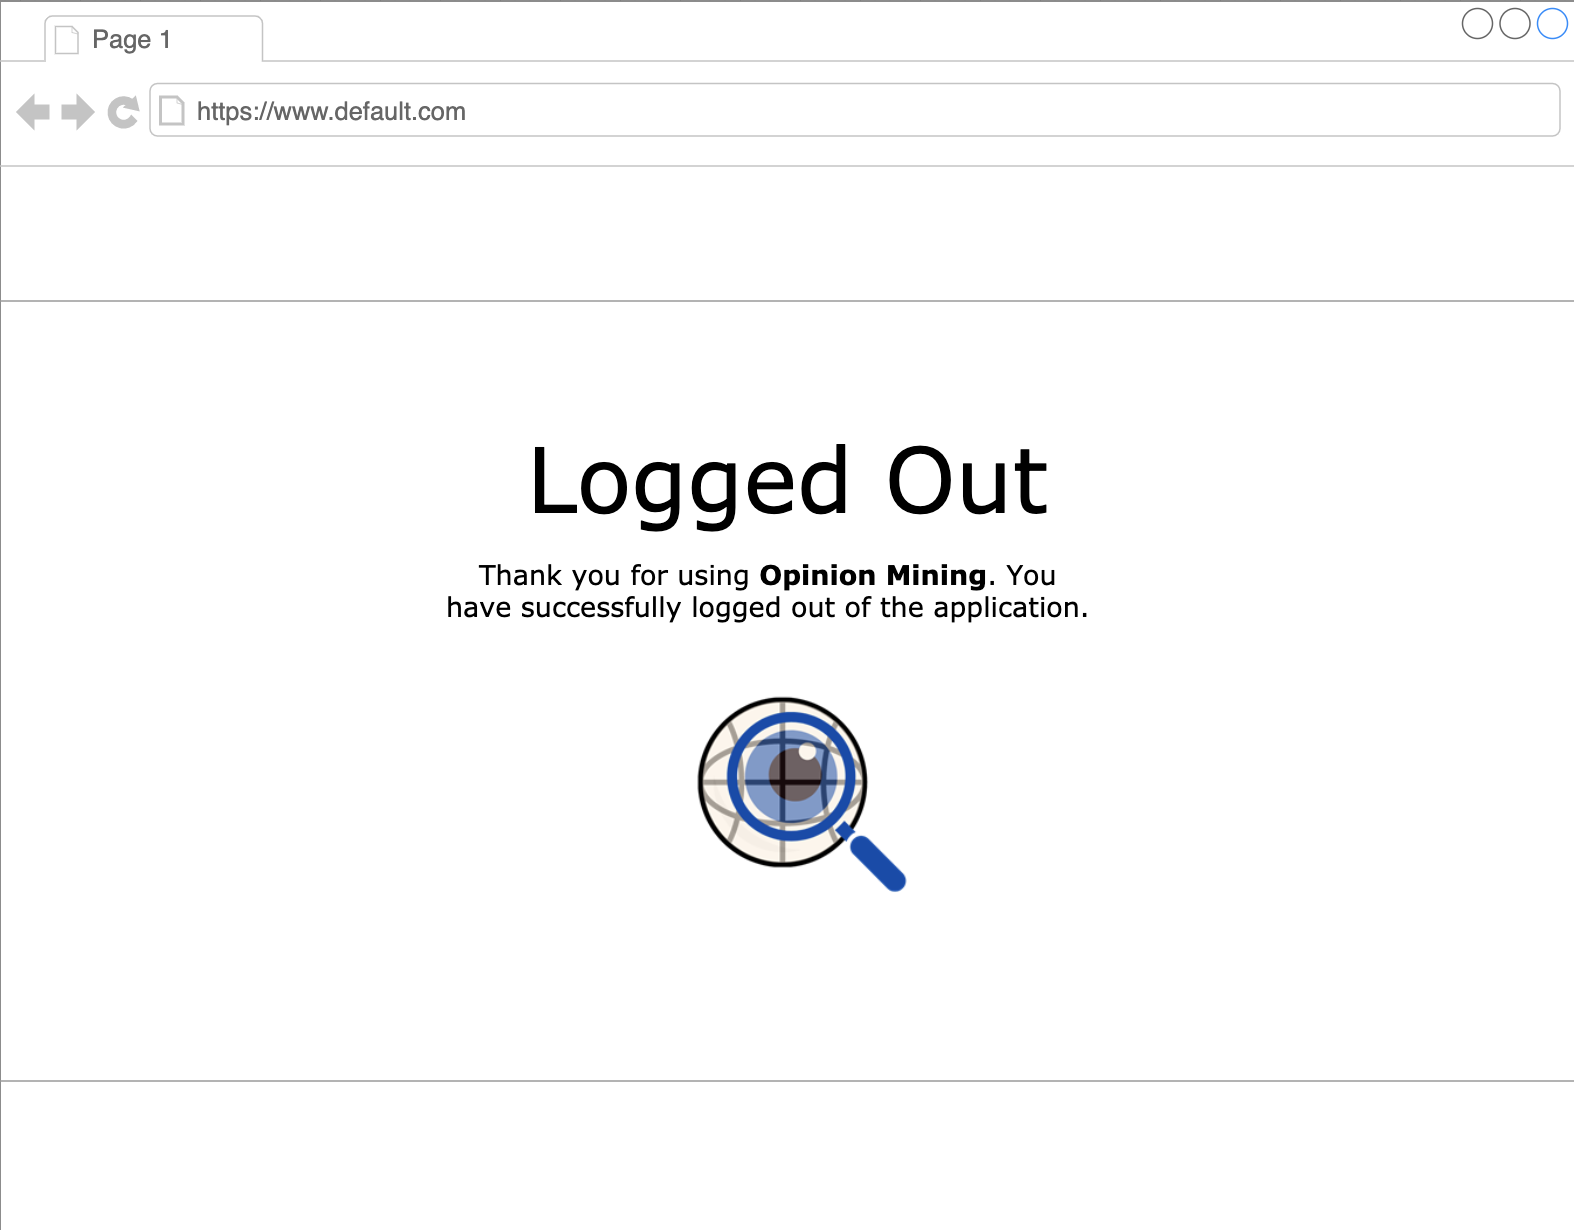 Page 1
https://www.default.com
Logged Out
Thank you for using Opinion Mining. You
have successfully logged out of the application.